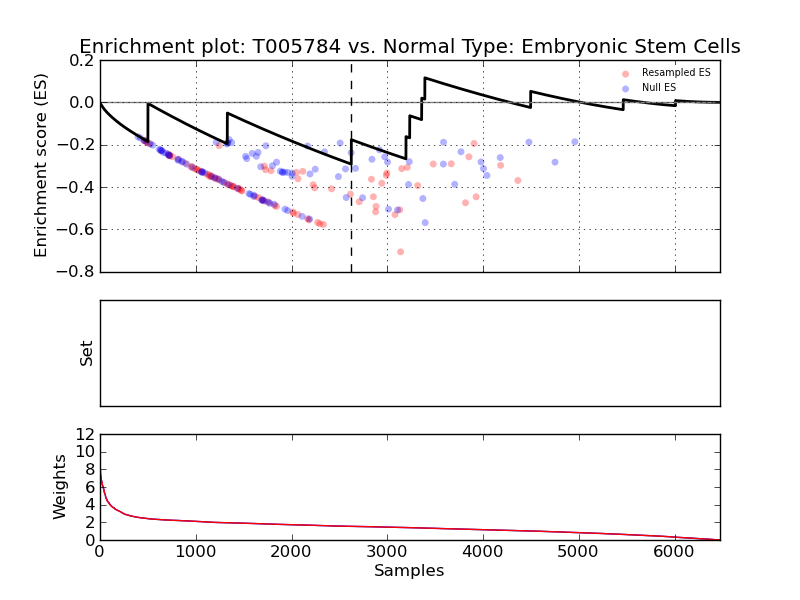 Enrichment plot: T005784 vs. Normal Type: Embryonic Stem Cells
0.2
0.0
−0.2
−0.4
−0.6
−0.8
Enrichment score (ES)
Resampled ES
Null ES
Set
12
10
8
6
4
2
0
Weights
0 1000 2000 3000 4000 5000 6000
Samples